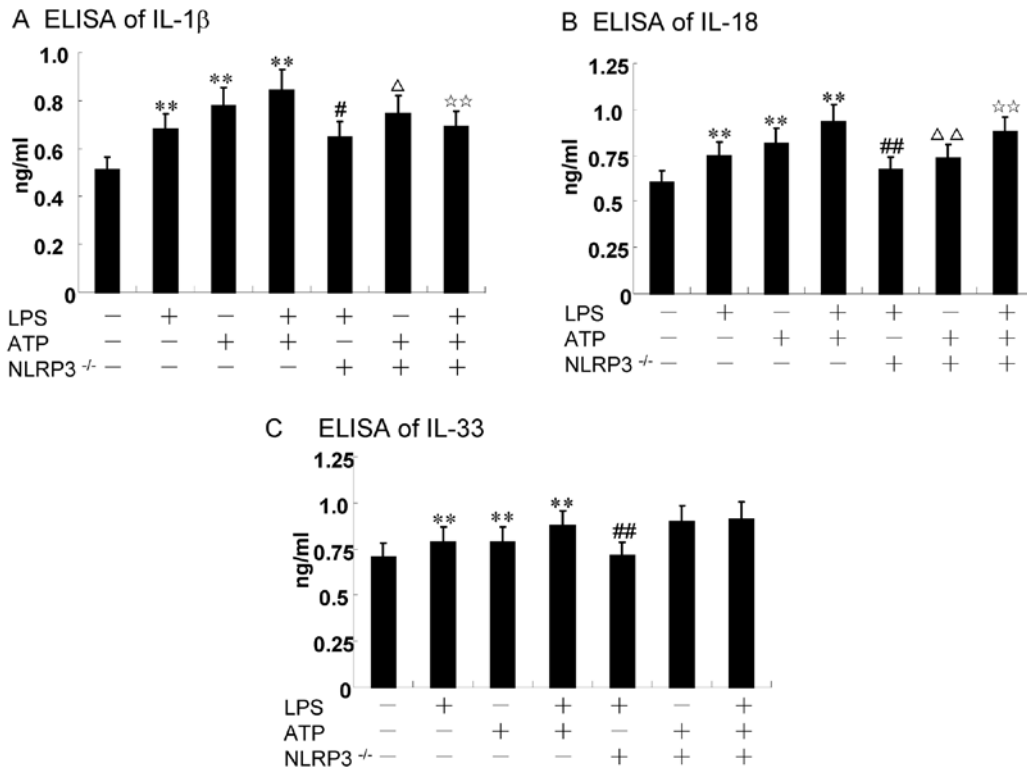 A ELISA of IL-1β
1.0
0.8
0.6
0.4
0.2
0
ng/ml
** ** ** # △ ☆☆
LPS − + − + + − +
ATP − − + + − + +
NLRP3 -/- − − − − + + +
B ELISA of IL-18
1.25
1.0
0.75
0.5
0.25
0
ng/ml
** ** ** ## △△ ☆☆
LPS − + − + + − +
ATP − − + + − + +
NLRP3 -/- − − − − + + +
C ELISA of IL-33
1.25
1.0
0.75
0.5
0.25
0
ng/ml
** ** ** ##
LPS − + − + + − +
ATP − − + + − + +
NLRP3 -/- − − − − + + +